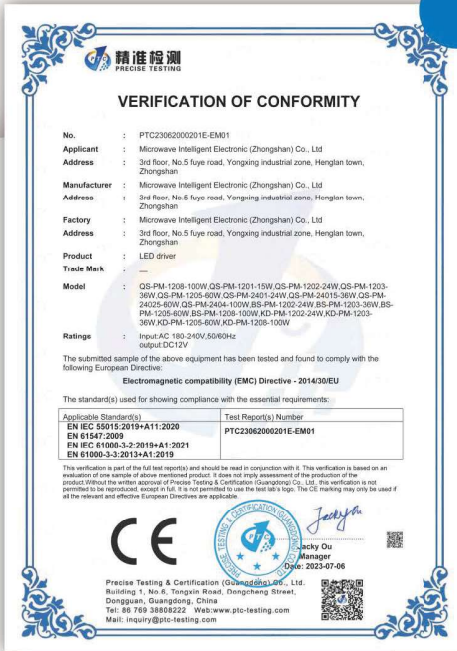 精准检测
PRECISE TESTING
VERIFICATION OF CONFORMITY
No. : PTC23062000201E-EM01
Applicant : Microwave Intelligent Electronic (Zhongshan) Co., Ltd
Address : 3rd floor, No.5 fuye road, Yongxing industrial zone, Henglan town,
Zhongshan
Manufacturer : Microwave Intelligent Electronic (Zhongshan) Co., Ltd
Address : 3rd floor, No.5 fuye road, Yongxing industrial zone, Henglan town,
Zhongshan
Factory : Microwave Intelligent Electronic (Zhongshan) Co., Ltd
Address : 3rd floor, No.5 fuye road, Yongxing industrial zone, Henglan town,
Zhongshan
Product : LED driver
Trade Mark : —
Model : QS-PM-1208-100W,QS-PM-1201-15W,QS-PM-1202-24W,QS-PM-1203-
36W,QS-PM-1205-60W,QS-PM-2401-24W,QS-PM-24015-36W,QS-PM-
24025-60W,QS-PM-2404-100W,BS-PM-1202-24W,BS-PM-1203-36W,BS-
PM-1205-60W,BS-PM-1208-100W,KD-PM-1202-24W,KD-PM-1203-
36W,KD-PM-1205-60W,KD-PM-1208-100W
Ratings : Input:AC 180-240V,50/60Hz
output:DC12V
The submitted sample of the above equipment has been tested and found to comply with the
following European Directive:
Electromagnetic compatibility (EMC) Directive - 2014/30/EU
The standard(s) used for showing compliance with the essential requirements:
Applicable Standard(s) Test Report(s) Number
EN IEC 55015:2019+A11:2020
EN 61547:2009
EN IEC 61000-3-2:2019+A1:2021
EN 61000-3-3:2013+A1:2019
PTC23062000201E-EM01
This verification is part of the full test report(s) and should be read in conjunction with it. This verification is based on an
evaluation of one sample of above mentioned product. It does not imply assessment of the production of the
product.Without the written approval of Precise Testing & Certification (Guangdong) Co., Ltd., this verification is not
permitted to be reproduced, except in full. It is not permitted to use the test lab's logo. The CE marking may only be used if
all the relevant and effective European Directives are applicable.
CE
Jacky Ou
Jacky Ou
Manager
Date: 2023-07-06
Precise Testing & Certification (Guangdong) Co., Ltd.
Building 1, No.6, Tongxin Road, Dongcheng Street,
Dongguan, Guangdong, China
Tel: 86 769 38808222 Web:www.ptc-testing.com
Mail: inquiry@ptc-testing.com